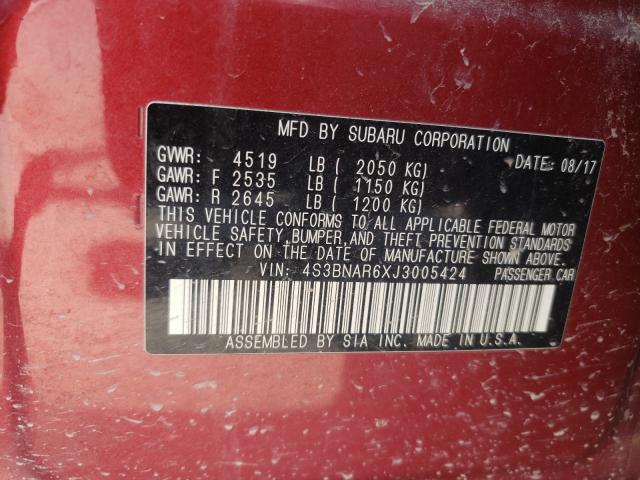 MFD BY SUBARU CORPORATION
GVWR: 4519 LB ( 2050 KG) DATE: 08/17
GAWR: F 2535 LB ( 1150 KG)
GAWR: R 2645 LB ( 1200 KG)
THIS VEHICLE CONFORMS TO ALL APPLICABLE FEDERAL MOTOR
VEHICLE SAFETY,BUMPER,AND THEFT PREVENTION STANDARDS
IN EFFECT ON THE DATE OF MANUFACTURE SHOWN ABOVE.
VIN: 4S3BNAR6XJ3005424 PASSENGER CAR
ASSEMBLED BY SIA INC. MADE IN U.S.A.